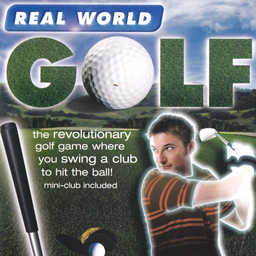 REAL WORLD
GOLF
the revolutionary
golf game where
you swing a club
to hit the ball!
mini-club included